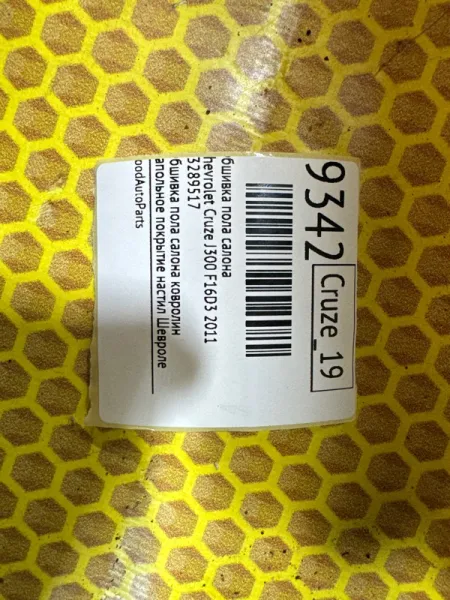 9342
Cruze_19
бшивка пола салона
hevrolet Cruze J300 F16D3 2011
3289517
бшивка пола салона ковролин
апольное покрытие настил Шевроле
oodAutoParts